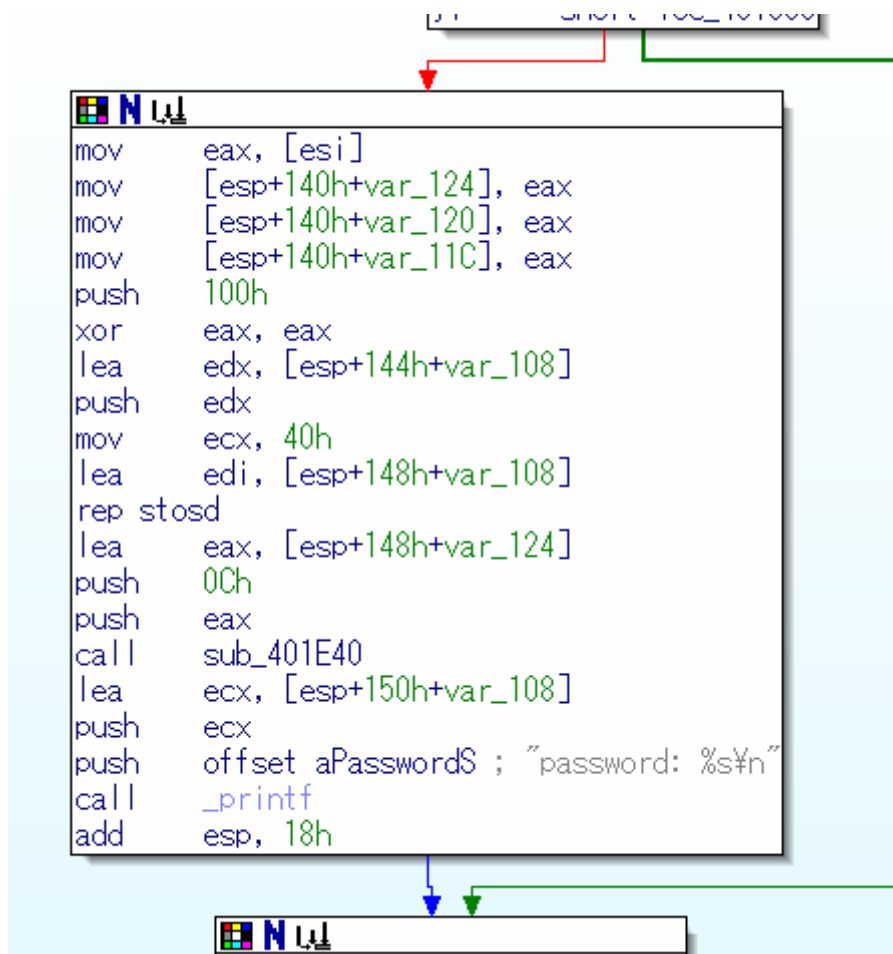 mov eax, [esi]
mov [esp+140h+var_124], eax
mov [esp+140h+var_120], eax
mov [esp+140h+var_11C], eax
push 100h
xor eax, eax
lea edx, [esp+144h+var_108]
push edx
mov ecx, 40h
lea edi, [esp+148h+var_108]
rep stosd
lea eax, [esp+148h+var_124]
push 0Ch
push eax
call sub_401E40
lea ecx, [esp+150h+var_108]
push ecx
push offset aPasswordS ; "password: %s¥n"
call _printf
add esp, 18h